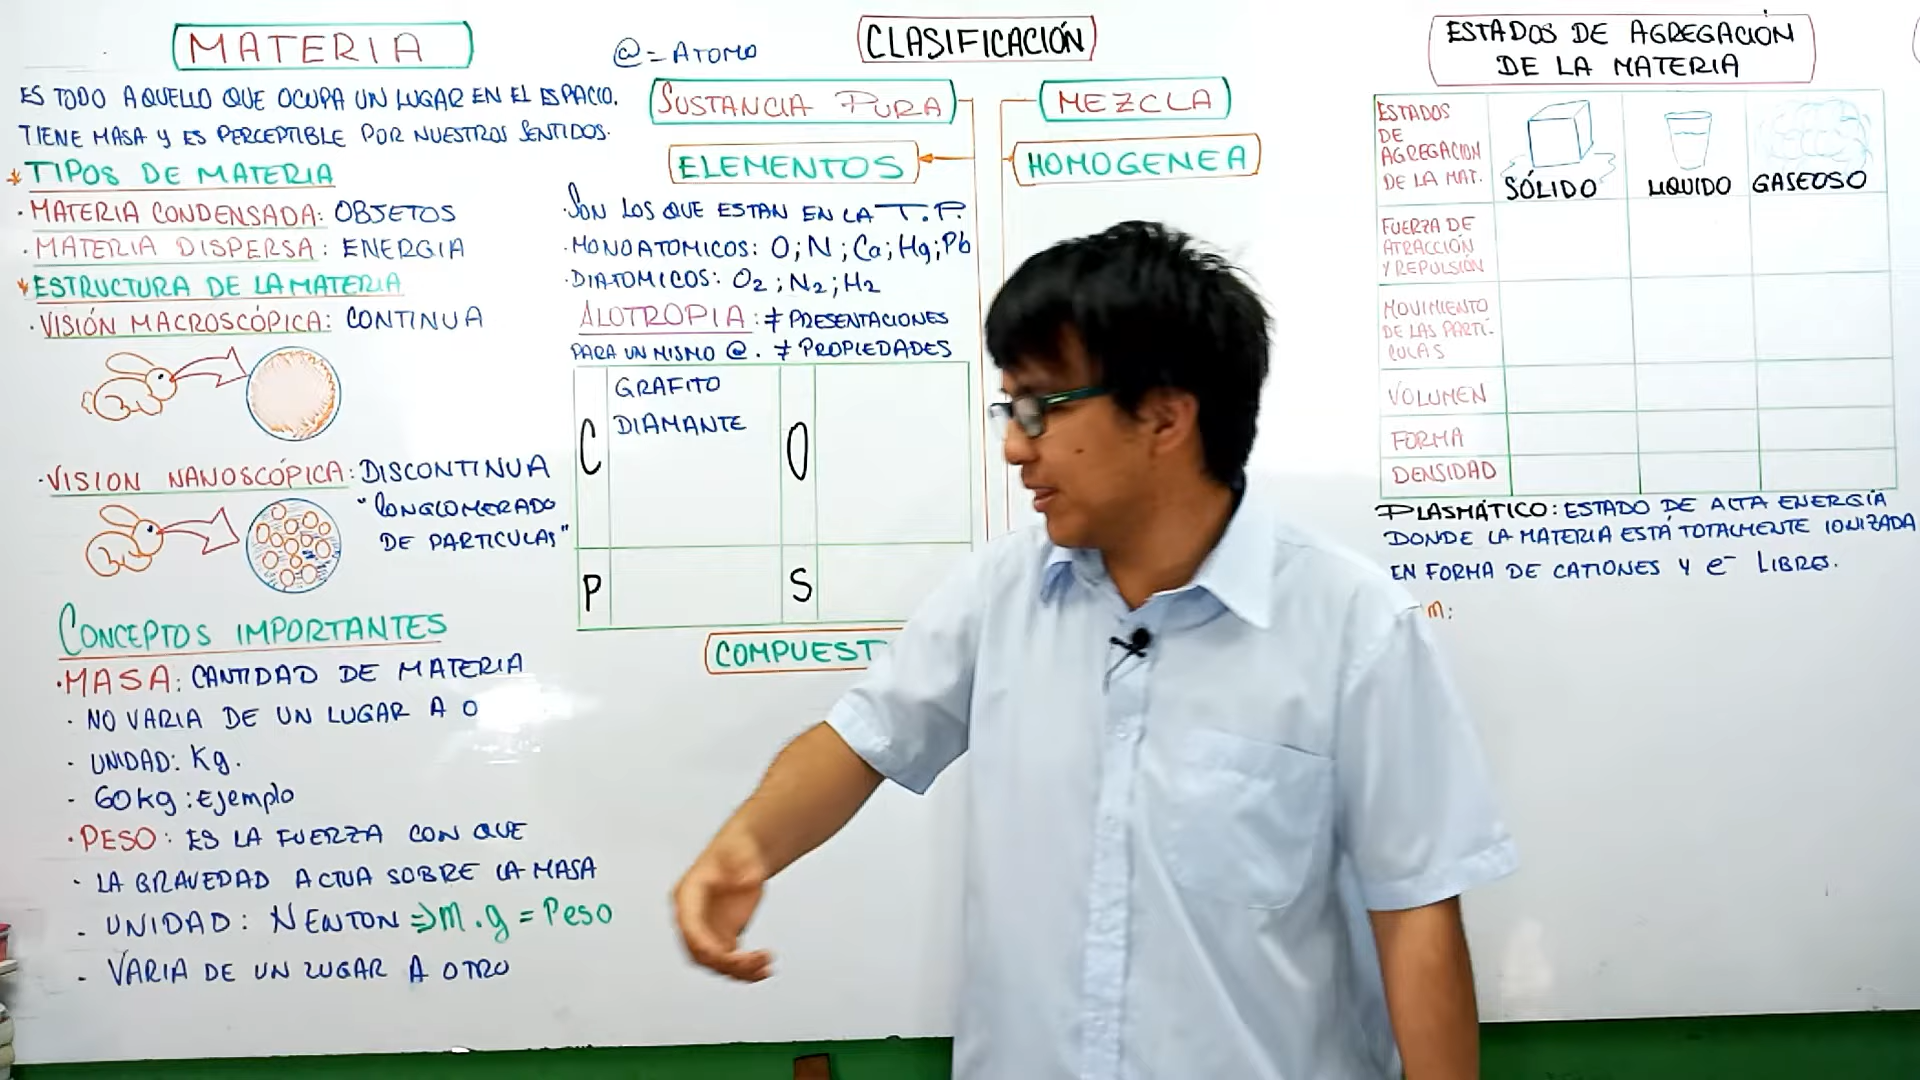 MATERIA
ES TODO AQUELLO QUE OCUPA UN LUGAR EN EL ESPACIO.
TIENE MASA Y ES PERCEPTIBLE POR NUESTROS SENTIDOS.
* TIPOS DE MATERIA
· MATERIA CONDENSADA: OBJETOS
· MATERIA DISPERSA: ENERGIA
* ESTRUCTURA DE LA MATERIA
· VISIÓN MACROSCÓPICA: CONTINUA
· VISION NANOSCÓPICA: DISCONTINUA
"CONGLOMERADO
DE PARTICULAS"
CONCEPTOS IMPORTANTES
· MASA: CANTIDAD DE MATERIA
· NO VARIA DE UN LUGAR A O
· UNIDAD: Kg.
- 60kg: Ejemplo
· PESO: ES LA FUERZA CON QUE
- LA GRAVEDAD ACTUA SOBRE LA MASA
- UNIDAD: NEWTON ⇒ m.g = Peso
- VARIA DE UN LUGAR A OTRO
@ = ATOMO
CLASIFICACIÓN
SUSTANCIA PURA
MEZCLA
ELEMENTOS
HOMOGENEA
· SON LOS QUE ESTAN EN LA T.P.
· MONOATOMICOS: O; N; Ca; Hg; Pb
· DIATOMICOS: O2; N2; H2
ALOTROPIA: ≠ PRESENTACIONES
PARA UN MISMO @. ≠ PROPIEDADES
C
GRAFITO
DIAMANTE
O
P
S
COMPUEST
ESTADOS DE AGREGACIÓN
DE LA MATERIA
ESTADOS
DE
AGREGACION
DE LA MAT.
SÓLIDO
LIQUIDO
GASEOSO
FUERZA DE
ATRACCIÓN
Y REPULSIÓN
MOVIMIENTO
DE LAS PARTÍ-
CULAS
VOLUMEN
FORMA
DENSIDAD
PLASMÁTICO: ESTADO DE ALTA ENERGÍA
DONDE LA MATERIA ESTÁ TOTALMENTE IONIZADA
EN FORMA DE CATIONES Y e- LIBRES.
M: